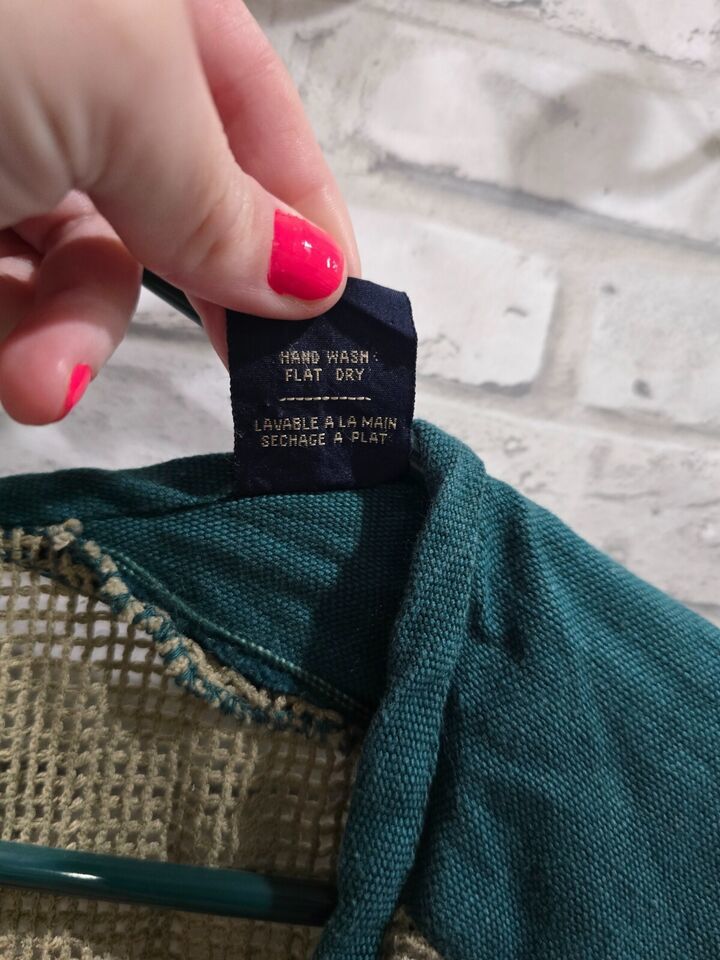 HAND WASH
FLAT DRY
LAVABLE A LA MAIN
SECHAGE A PLAT